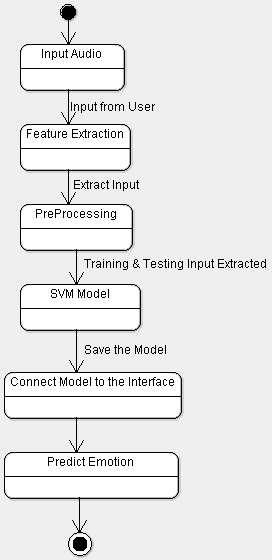 Input Audio
Input from User
Feature Extraction
Extract Input
PreProcessing
Training & Testing Input Extracted
SVM Model
Save the Model
Connect Model to the Interface
Predict Emotion